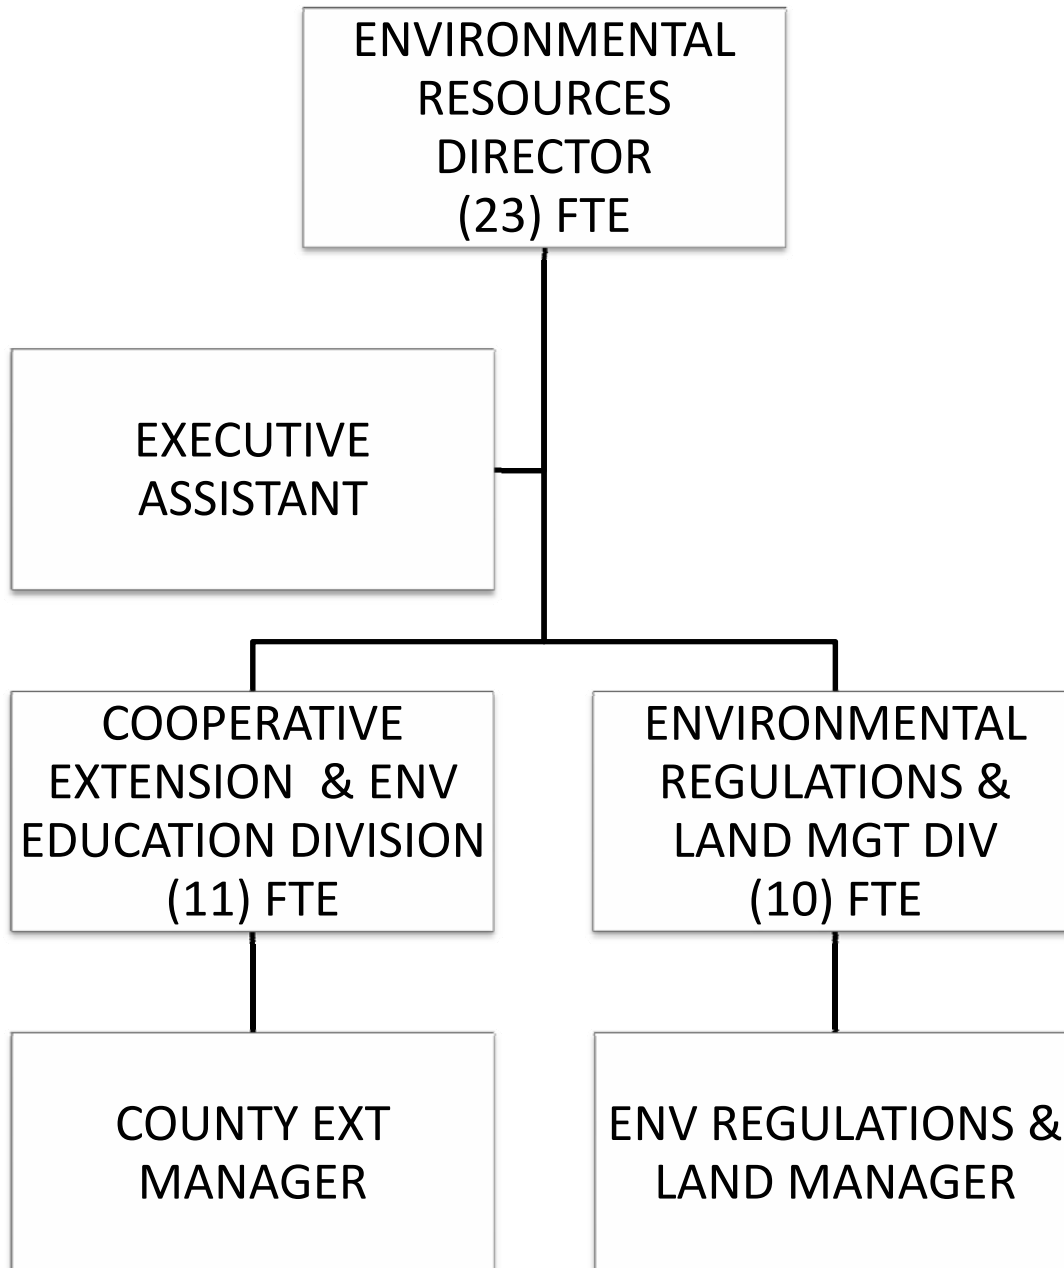 ENVIRONMENTAL
RESOURCES
DIRECTOR
(23) FTE
EXECUTIVE
ASSISTANT
COOPERATIVE
EXTENSION & ENV
EDUCATION DIVISION
(11) FTE
ENVIRONMENTAL
REGULATIONS &
LAND MGT DIV
(10) FTE
COUNTY EXT
MANAGER
ENV REGULATIONS &
LAND MANAGER